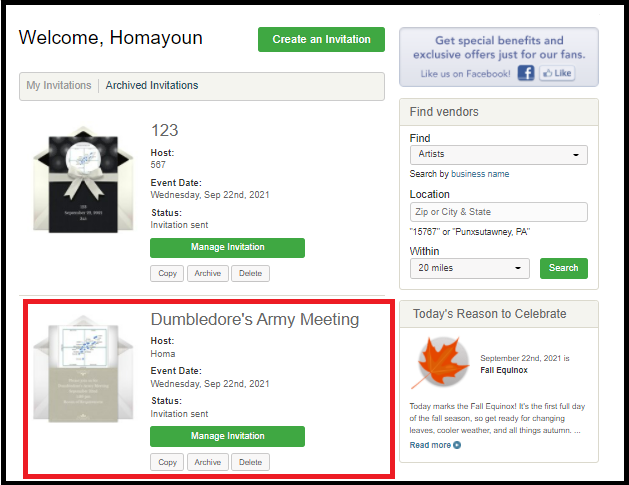 Welcome, Homayoun
Create an Invitation
My Invitations
Archived Invitations
123
Host:
567
Event Date:
Wednesday, Sep 22nd, 2021
Status:
Invitation sent
Manage Invitation
Copy
Archive
Delete
Dumbledore's Army Meeting
Host:
Homa
Event Date:
Wednesday, Sep 22nd, 2021
Status:
Invitation sent
Manage Invitation
Copy
Archive
Delete
Get special benefits and
exclusive offers just for our fans.
Like us on Facebook! f Like
Find vendors
Find
Artists
Search by business name
Location
Zip or City & State
"15767" or "Punxsutawney, PA"
Within
20 miles
Search
Today's Reason to Celebrate
September 22nd, 2021 is
Fall Equinox
Today marks the Fall Equinox! It's the first full day
of the fall season, so get ready for changing
leaves, cooler weather, and all things autumn. ...
Read more